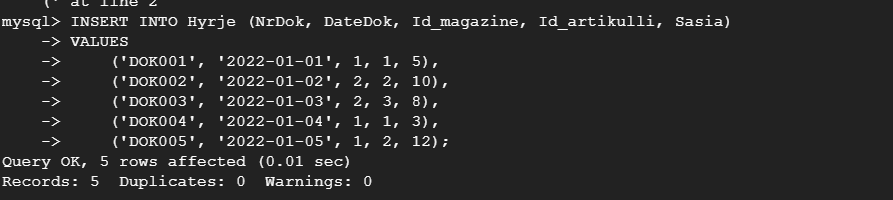 (' at line 2
mysql> INSERT INTO Hyrje (NrDok, DateDok, Id_magazine, Id_artikulli, Sasia)
    -> VALUES
    ->     ('DOK001', '2022-01-01', 1, 1, 5),
    ->     ('DOK002', '2022-01-02', 2, 2, 10),
    ->     ('DOK003', '2022-01-03', 2, 3, 8),
    ->     ('DOK004', '2022-01-04', 1, 1, 3),
    ->     ('DOK005', '2022-01-05', 1, 2, 12);
Query OK, 5 rows affected (0.01 sec)
Records: 5  Duplicates: 0  Warnings: 0